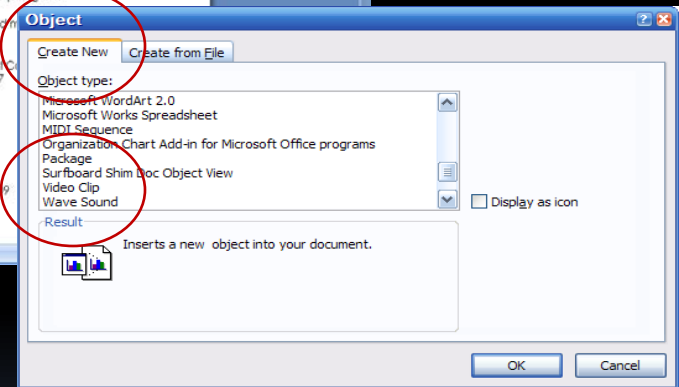 Object
Create New
Create from File
Object type:
Microsoft WordArt 2.0
Microsoft Works Spreadsheet
MIDI Sequence
Organization Chart Add-in for Microsoft Office programs
Package
Surfboard Shim Doc Object View
Video Clip
Wave Sound
Display as icon
Result
Inserts a new object into your document.
OK
Cancel